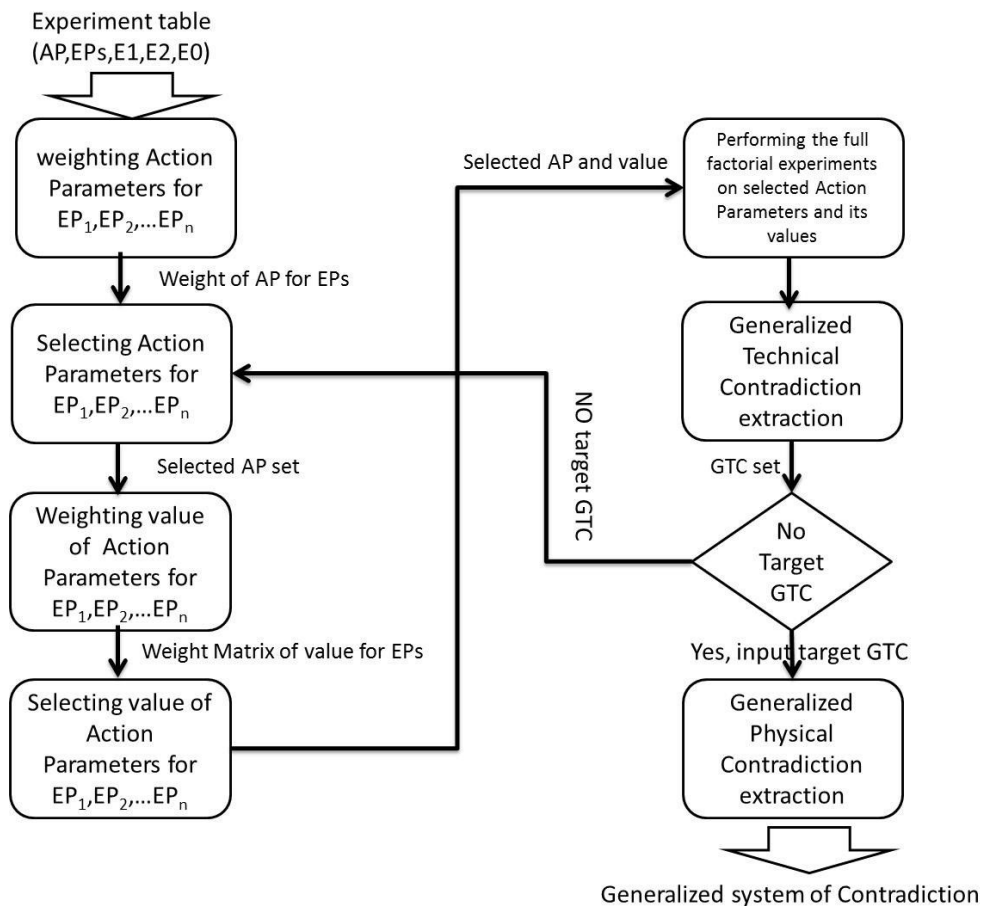 Experiment table
(AP,EPs,E1,E2,E0)
weighting Action
Parameters for
EP₁,EP₂,...EPₙ
Weight of AP for EPs
Selecting Action
Parameters for
EP₁,EP₂,...EPₙ
Selected AP set
Weighting value
of Action
Parameters for
EP₁,EP₂,...EPₙ
Weight Matrix of value for EPs
Selecting value of
Action
Parameters for
EP₁,EP₂,...EPₙ
Selected AP and value
Performing the full
factorial experiments
on selected Action
Parameters and its
values
Generalized
Technical
Contradiction
extraction
GTC set
No
Target
GTC
NO target
GTC
Yes, input target GTC
Generalized
Physical
Contradiction
extraction
Generalized system of Contradiction